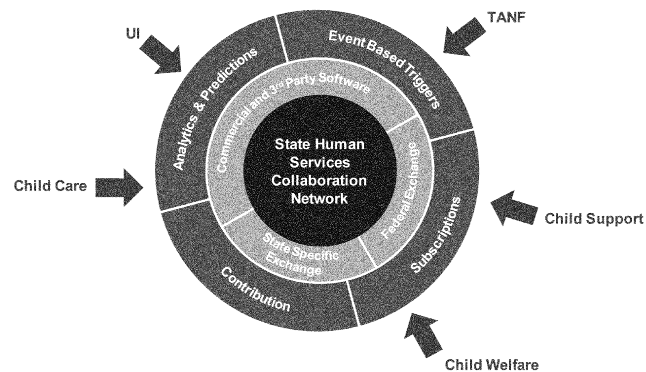 UI
TANF
Event Based Triggers
Analytics & Predictions
Commercial and 3rd Party Software
State Human
Services
Collaboration
Network
Federal Exchange
Child Care
Subscriptions
Child Support
State Specific
Exchange
Contribution
Child Welfare